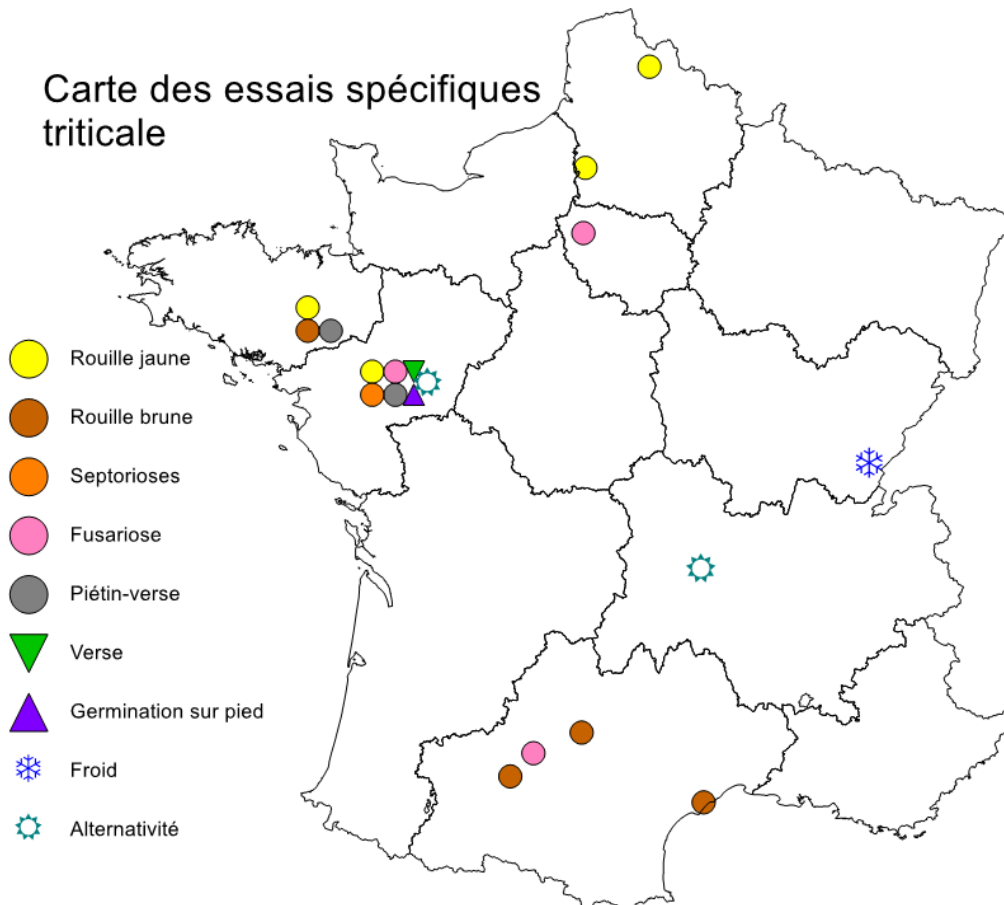 Carte des essais spécifiques
triticale
Rouille jaune
Rouille brune
Septorioses
Fusariose
Piétin-verse
Verse
Germination sur pied
Froid
Alternativité